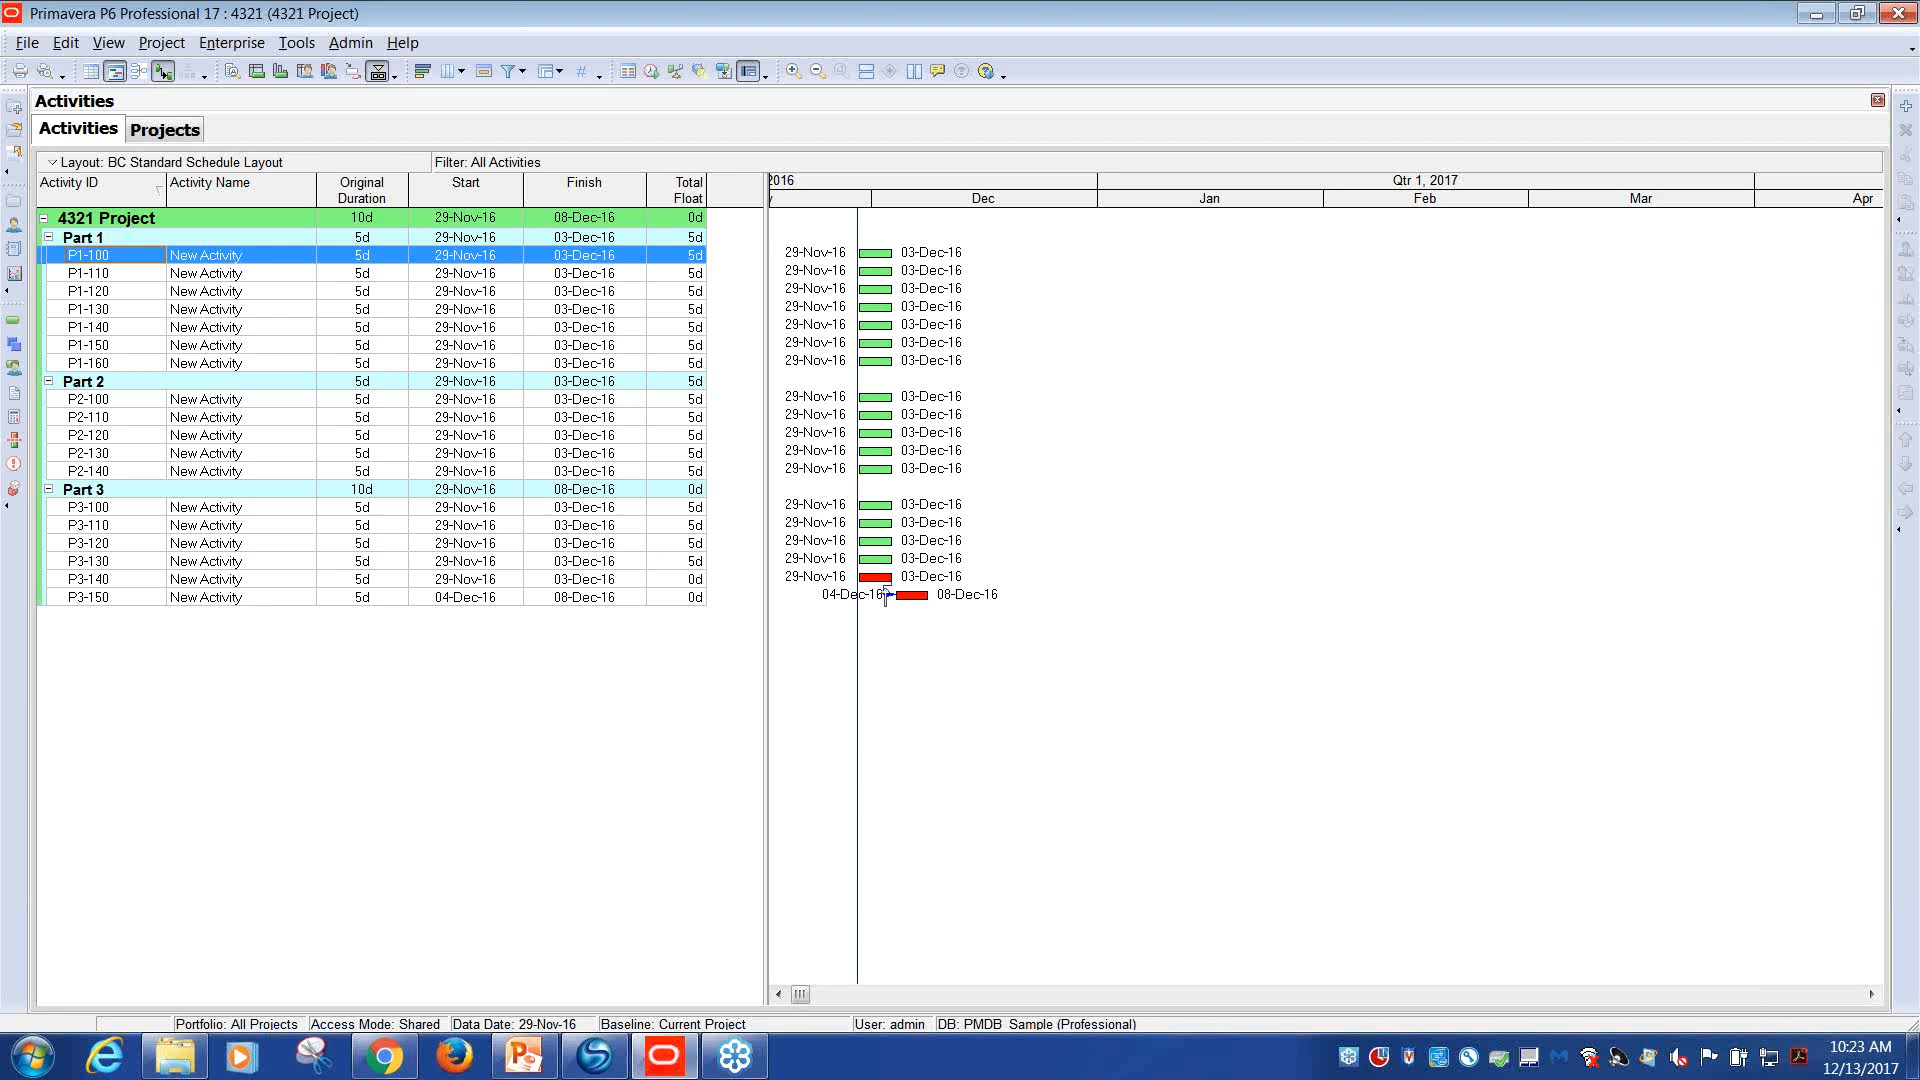 Primavera P6 Professional 17 : 4321 (4321 Project)
File Edit View Project Enterprise Tools Admin Help
Activities
Activities Projects
Layout: BC Standard Schedule Layout Filter: All Activities
Activity ID Activity Name Original Duration Start Finish Total Float
2016 Qtr 1, 2017
Dec Jan Feb Mar Apr
4321 Project 10d 29-Nov-16 08-Dec-16 0d
Part 1 5d 29-Nov-16 03-Dec-16 5d
P1-100 New Activity 5d 29-Nov-16 03-Dec-16 5d 29-Nov-16 03-Dec-16
P1-110 New Activity 5d 29-Nov-16 03-Dec-16 5d 29-Nov-16 03-Dec-16
P1-120 New Activity 5d 29-Nov-16 03-Dec-16 5d 29-Nov-16 03-Dec-16
P1-130 New Activity 5d 29-Nov-16 03-Dec-16 5d 29-Nov-16 03-Dec-16
P1-140 New Activity 5d 29-Nov-16 03-Dec-16 5d 29-Nov-16 03-Dec-16
P1-150 New Activity 5d 29-Nov-16 03-Dec-16 5d 29-Nov-16 03-Dec-16
P1-160 New Activity 5d 29-Nov-16 03-Dec-16 5d 29-Nov-16 03-Dec-16
Part 2 5d 29-Nov-16 03-Dec-16 5d
P2-100 New Activity 5d 29-Nov-16 03-Dec-16 5d 29-Nov-16 03-Dec-16
P2-110 New Activity 5d 29-Nov-16 03-Dec-16 5d 29-Nov-16 03-Dec-16
P2-120 New Activity 5d 29-Nov-16 03-Dec-16 5d 29-Nov-16 03-Dec-16
P2-130 New Activity 5d 29-Nov-16 03-Dec-16 5d 29-Nov-16 03-Dec-16
P2-140 New Activity 5d 29-Nov-16 03-Dec-16 5d 29-Nov-16 03-Dec-16
Part 3 10d 29-Nov-16 08-Dec-16 0d
P3-100 New Activity 5d 29-Nov-16 03-Dec-16 5d 29-Nov-16 03-Dec-16
P3-110 New Activity 5d 29-Nov-16 03-Dec-16 5d 29-Nov-16 03-Dec-16
P3-120 New Activity 5d 29-Nov-16 03-Dec-16 5d 29-Nov-16 03-Dec-16
P3-130 New Activity 5d 29-Nov-16 03-Dec-16 5d 29-Nov-16 03-Dec-16
P3-140 New Activity 5d 29-Nov-16 03-Dec-16 0d 29-Nov-16 03-Dec-16
P3-150 New Activity 5d 04-Dec-16 08-Dec-16 0d 04-Dec-16 08-Dec-16
Portfolio: All Projects Access Mode: Shared Data Date: 29-Nov-16 Baseline: Current Project User: admin DB: PMDB Sample (Professional)
10:23 AM
12/13/2017